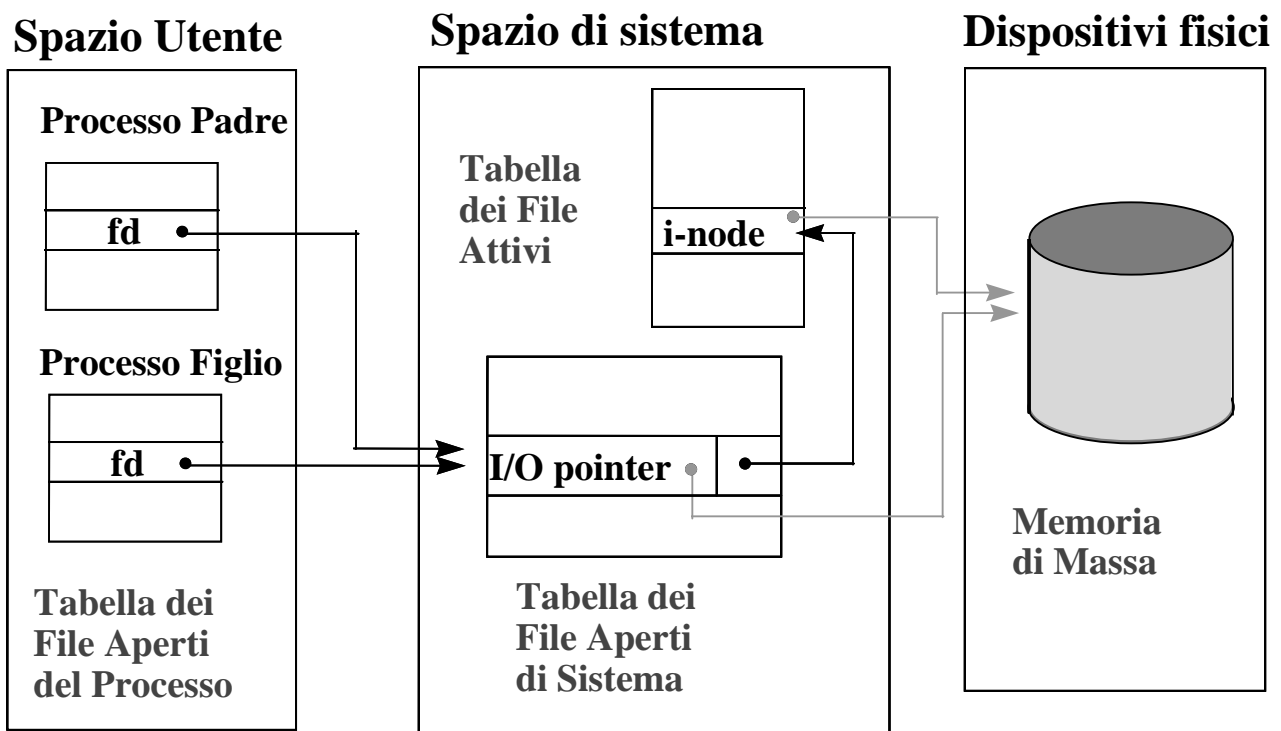 Spazio Utente
Spazio di sistema
Dispositivi fisici
Processo Padre
fd
Processo Figlio
fd
Tabella dei
File Aperti
del Processo
Tabella
dei File
Attivi
i-node
I/O pointer
Tabella dei
File Aperti
di Sistema
Memoria
di Massa